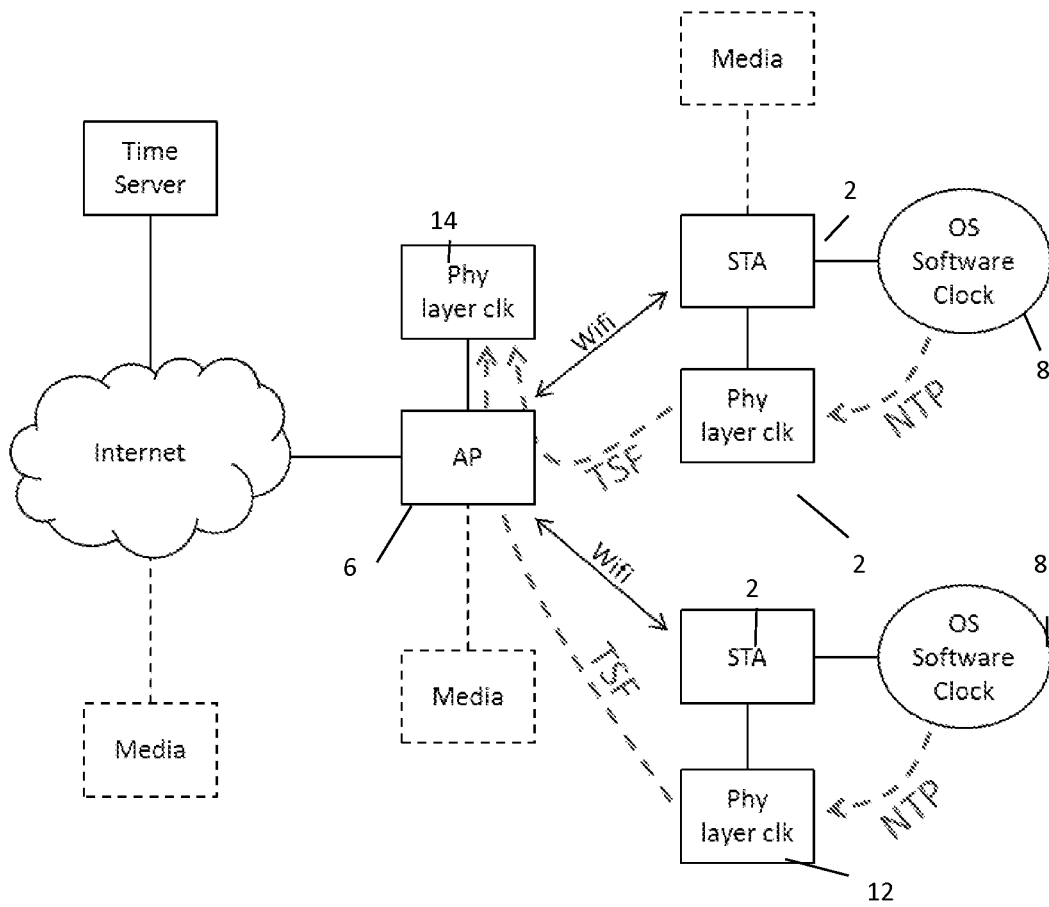 Media
Time
Server
14
Phy
layer clk
2
STA
OS
Software
Clock
8
Wifi
Phy
layer clk
NTP
TSF
Internet
AP
6
Wifi
2
8
2
STA
OS
Software
Clock
TSF
Media
Media
Phy
layer clk
NTP
12